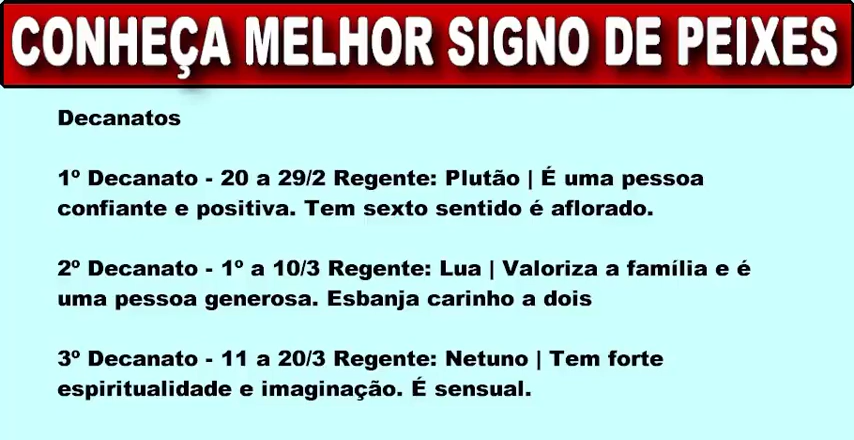 CONHEÇA MELHOR SIGNO DE PEIXES
Decanatos
1º Decanato - 20 a 29/2 Regente: Plutão | É uma pessoa
confiante e positiva. Tem sexto sentido é aflorado.
2º Decanato - 1º a 10/3 Regente: Lua | Valoriza a família e é
uma pessoa generosa. Esbanja carinho a dois
3º Decanato - 11 a 20/3 Regente: Netuno | Tem forte
espiritualidade e imaginação. É sensual.